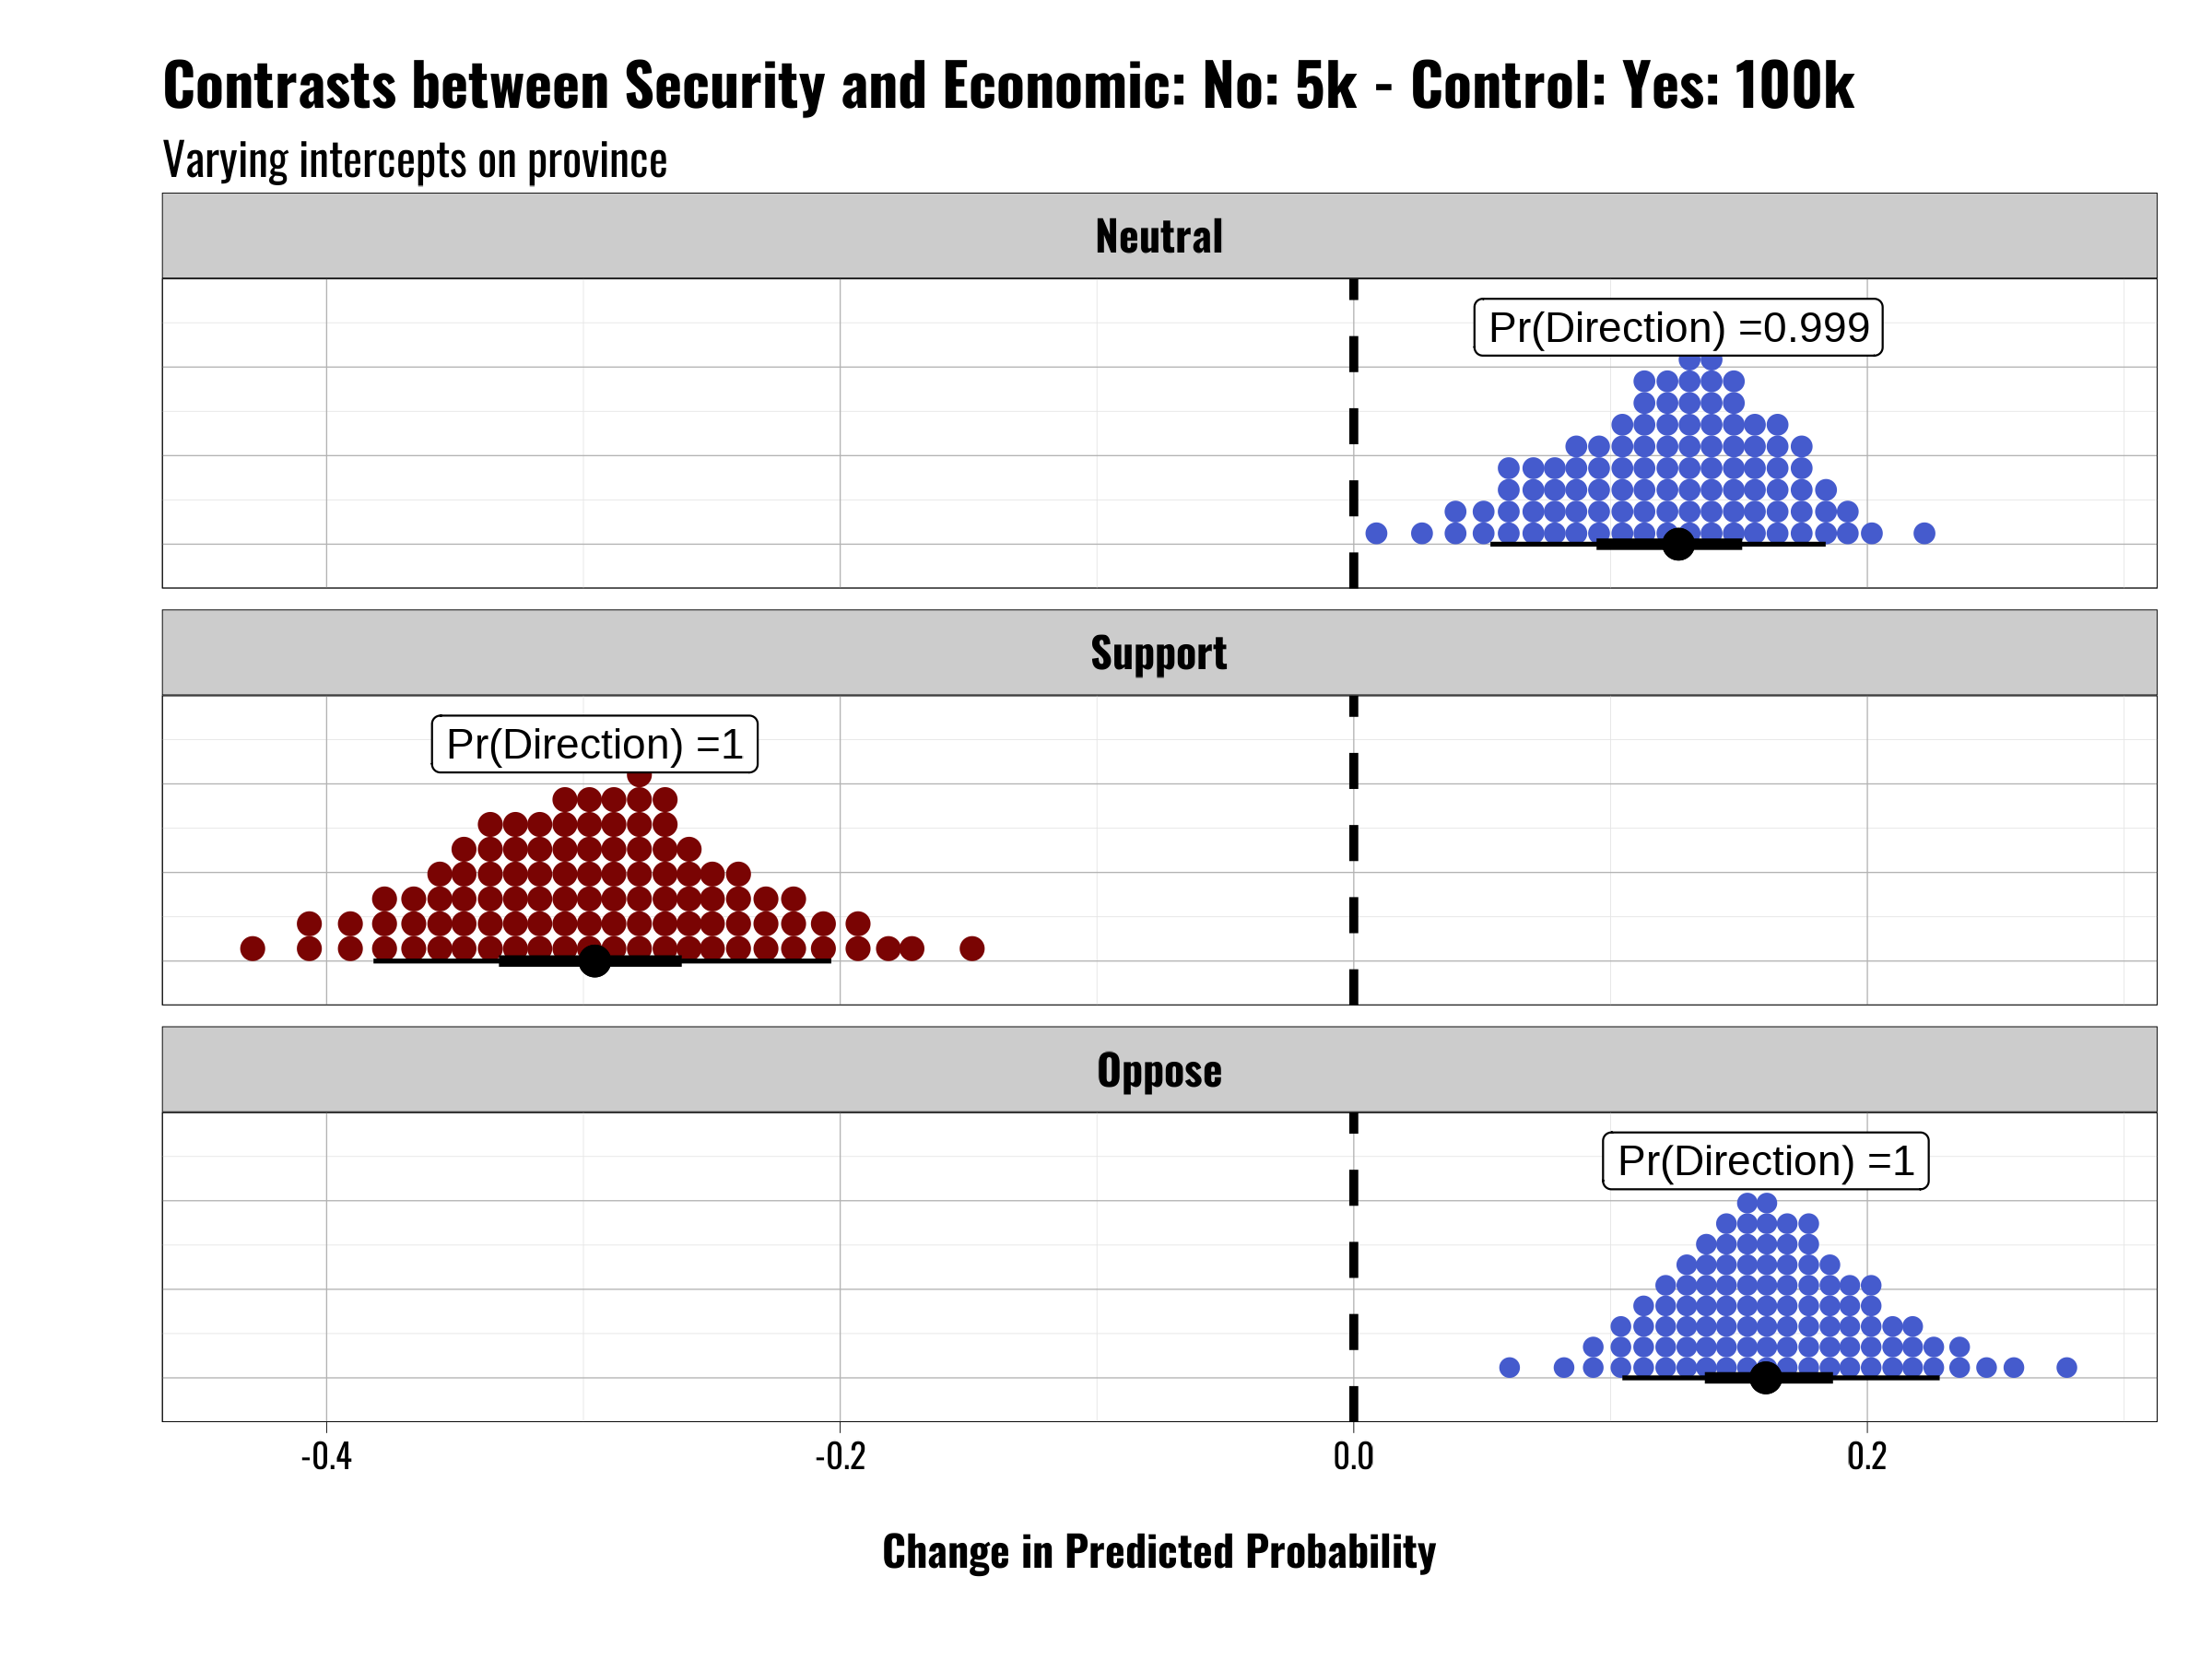 Contrasts between Security and Economic: No: 5k - Control: Yes: 100k
Varying intercepts on province
Neutral
Pr(Direction) =0.999
Support
Pr(Direction) =1
Oppose
Pr(Direction) =1
-0.4 -0.2 0.0 0.2
Change in Predicted Probability